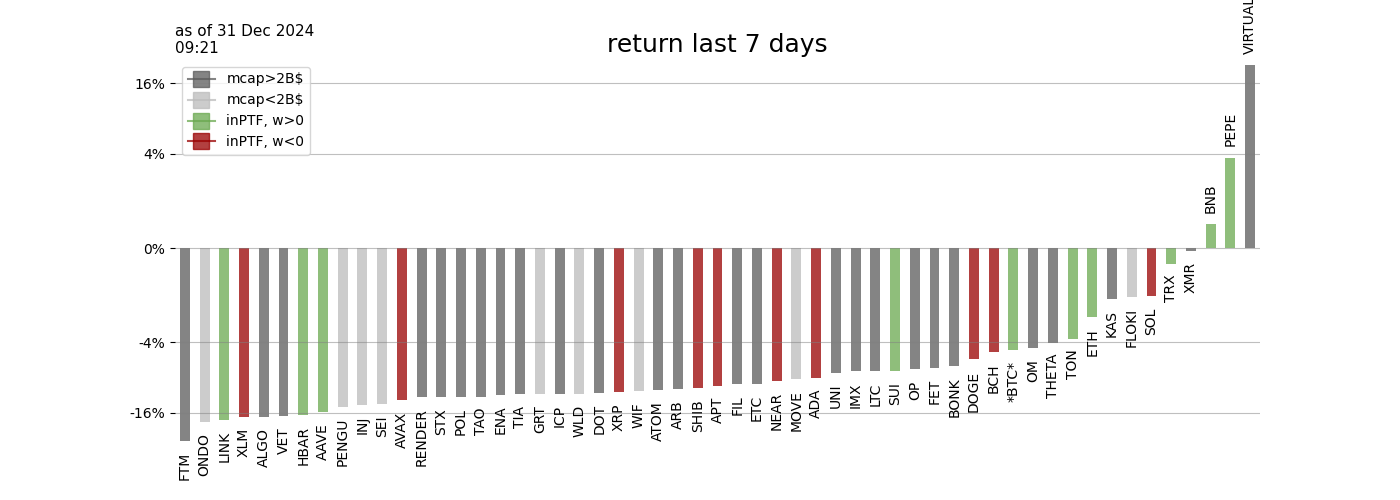 as of 31 Dec 2024
09:21
return last 7 days
mcap>2B$
mcap<2B$
inPTF, w>0
inPTF, w<0
16%
4%
0%
-4%
-16%
FTM
ONDO
LINK
XLM
ALGO
VET
HBAR
AAVE
PENGU
INJ
SEI
AVAX
RENDER
STX
POL
TAO
ENA
TIA
GRT
ICP
WLD
DOT
XRP
WIF
ATOM
ARB
SHIB
APT
FIL
ETC
NEAR
MOVE
ADA
UNI
IMX
LTC
SUI
OP
FET
BONK
DOGE
BCH
*BTC*
OM
THETA
TON
ETH
KAS
FLOKI
SOL
TRX
XMR
BNB
PEPE
VIRTUAL